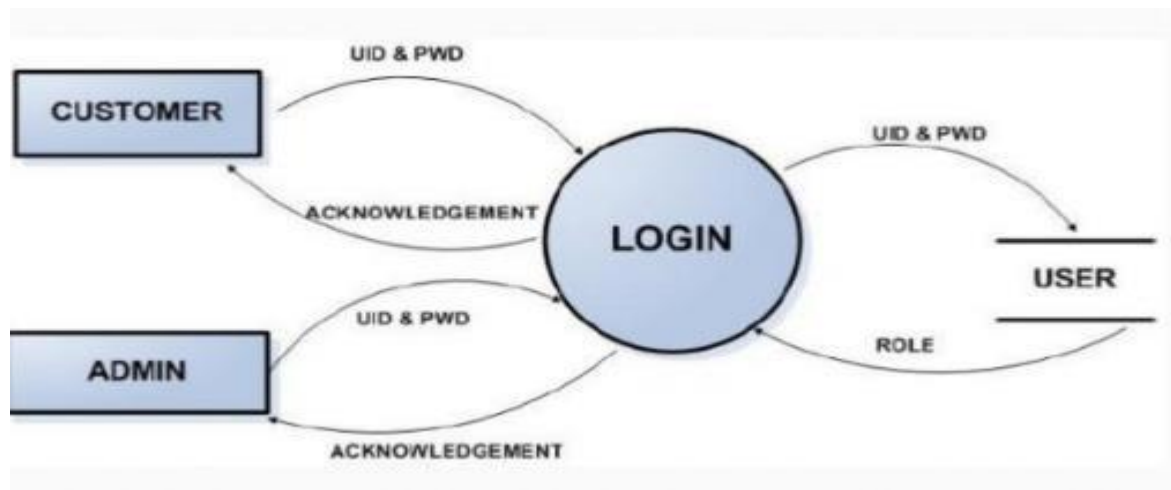 UID & PWD
CUSTOMER
UID & PWD
ACKNOWLEDGEMENT
LOGIN
USER
UID & PWD
ROLE
ADMIN
ACKNOWLEDGEMENT